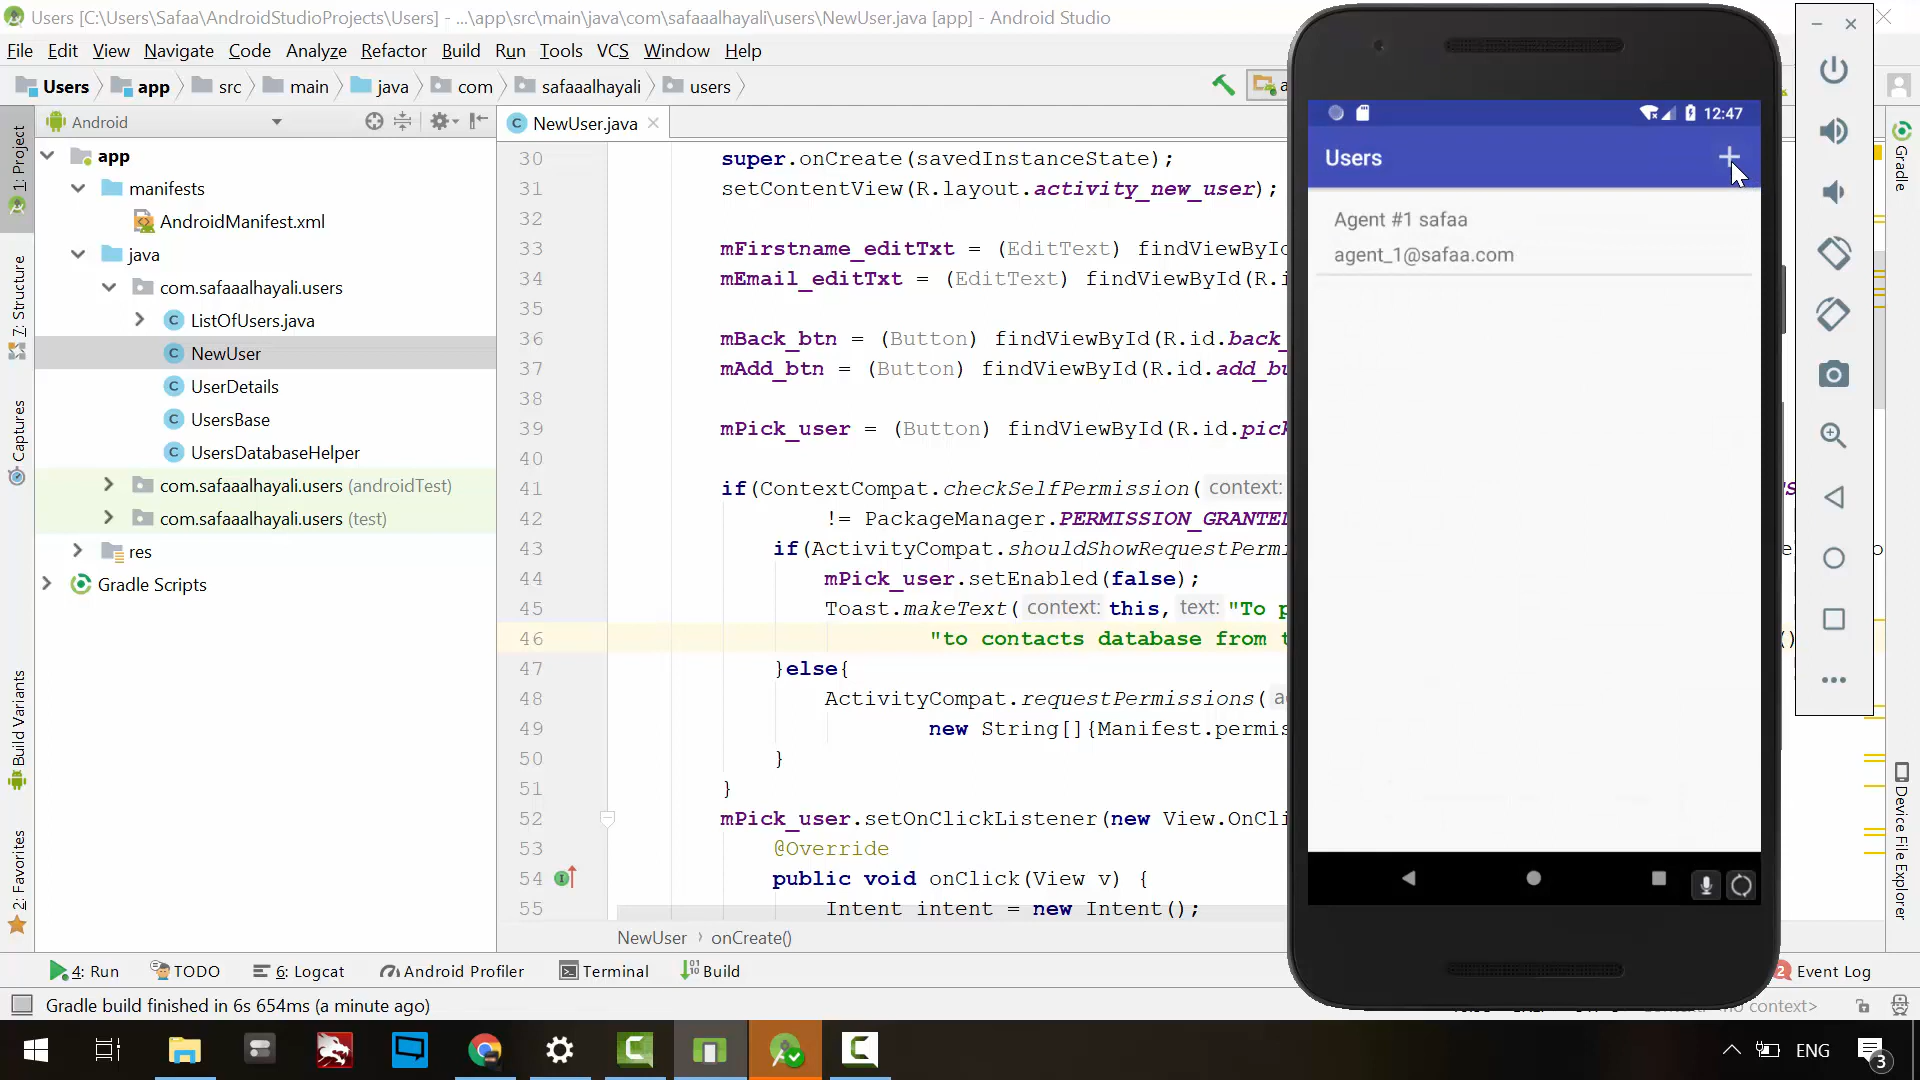 Users [C:\Users\Safaa\AndroidStudioProjects\Users] - ...\app\src\main\java\com\safaaalhayali\users\NewUser.java [app] - Android Studio
File Edit View Navigate Code Analyze Refactor Build Run Tools VCS Window Help
Users app src main java com safaaalhayali users
Android
NewUser.java
1: Project
7: Structure
Captures
Build Variants
2: Favorites
app
manifests
AndroidManifest.xml
java
com.safaaalhayali.users
ListOfUsers.java
NewUser
UserDetails
UsersBase
UsersDatabaseHelper
com.safaaalhayali.users (androidTest)
com.safaaalhayali.users (test)
res
Gradle Scripts
30 super.onCreate(savedInstanceState);
31 setContentView(R.layout.activity_new_user);
32
33 mFirstname_editTxt = (EditText) findViewById
34 mEmail_editTxt = (EditText) findViewById(R.i
35
36 mBack_btn = (Button) findViewById(R.id.back_
37 mAdd_btn = (Button) findViewById(R.id.add_bu
38
39 mPick_user = (Button) findViewById(R.id.pick
40
41 if(ContextCompat.checkSelfPermission( context:
42 != PackageManager.PERMISSION_GRANTED
43 if(ActivityCompat.shouldShowRequestPermi
44 mPick_user.setEnabled(false);
45 Toast.makeText( context: this, text: "To p
46 "to contacts database from t
47 }else{
48 ActivityCompat.requestPermissions( a
49 new String[]{Manifest.permis
50 }
51 }
52 mPick_user.setOnClickListener(new View.OnCli
53 @Override
54 public void onClick(View v) {
55 Intent intent = new Intent();
NewUser › onCreate()
12:47
Users
Agent #1 safaa
agent_1@safaa.com
Gradle
Device File Explorer
4: Run TODO 6: Logcat Android Profiler Terminal Build
2 Event Log
Gradle build finished in 6s 654ms (a minute ago)
context>
ENG
3